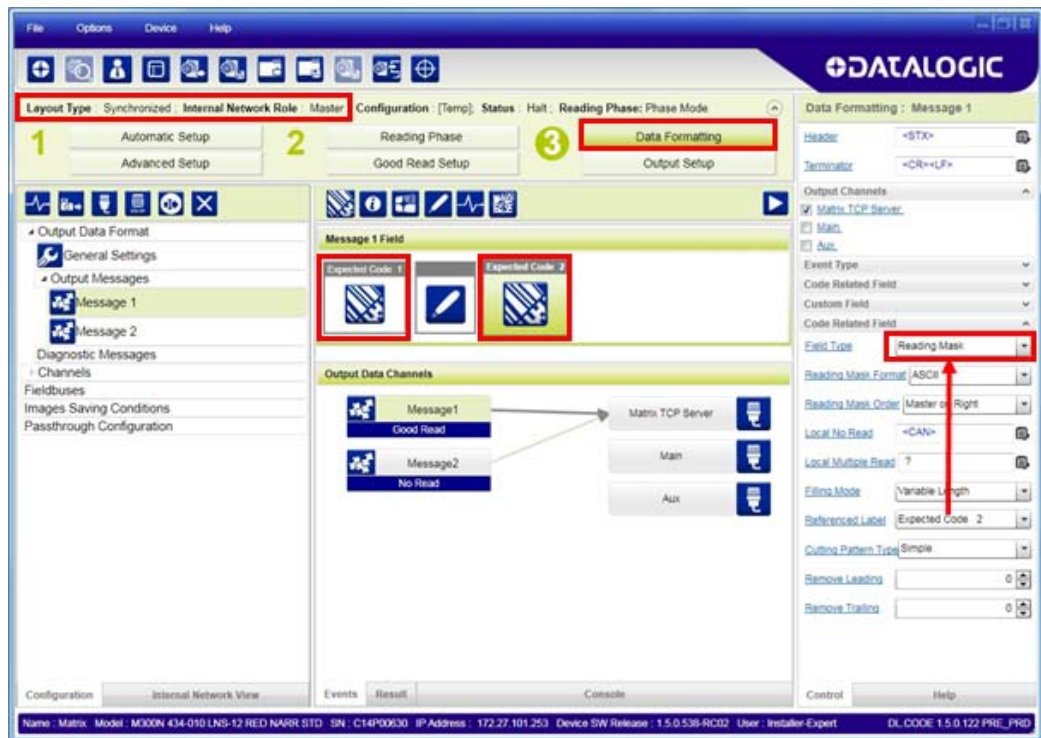 File Options Device Help
DATALOGIC
Layout Type : Synchronized : Internal Network Role : Master Configuration : [Temp]; Status : Halt ; Reading Phase: Phase Mode
1 Automatic Setup
Advanced Setup
2 Reading Phase
Good Read Setup
3 Data Formatting
Output Setup
Output Data Format
General Settings
Output Messages
Message 1
Message 2
Diagnostic Messages
Channels
Fieldbuses
Images Saving Conditions
Passthrough Configuration
Configuration Internal Network View
Message 1 Field
Expected Code 1 Expected Code 2
Output Data Channels
Message1
Good Read
Message2
No Read
Matrix TCP Server
Main
Aux
Events Result Console
Data Formatting : Message 1
Header <STX>
Terminator <CR><LF>
Output Channels
Matrix TCP Server
Main
Aux
Event Type
Code Related Field
Custom Field
Code Related Field
Field Type Reading Mask
Reading Mask Format ASCII
Reading Mask Order Master on Right
Local No Read <CAN>
Local Multiple Read ?
Filling Mode Variable Length
Referenced Label Expected Code 2
Cutting Pattern Type Simple
Remove Leading 0
Remove Trailing 0
Control Help
Name : Matrix Model : M300N 434-010 LNS-12 RED NARR STD SN : C14P00630 IP Address : 172.27.101.253 Device SW Release : 1.5.0.538-RC02 User : Installer-Expert DL.CODE 1.5.0.122 PRE_PRD